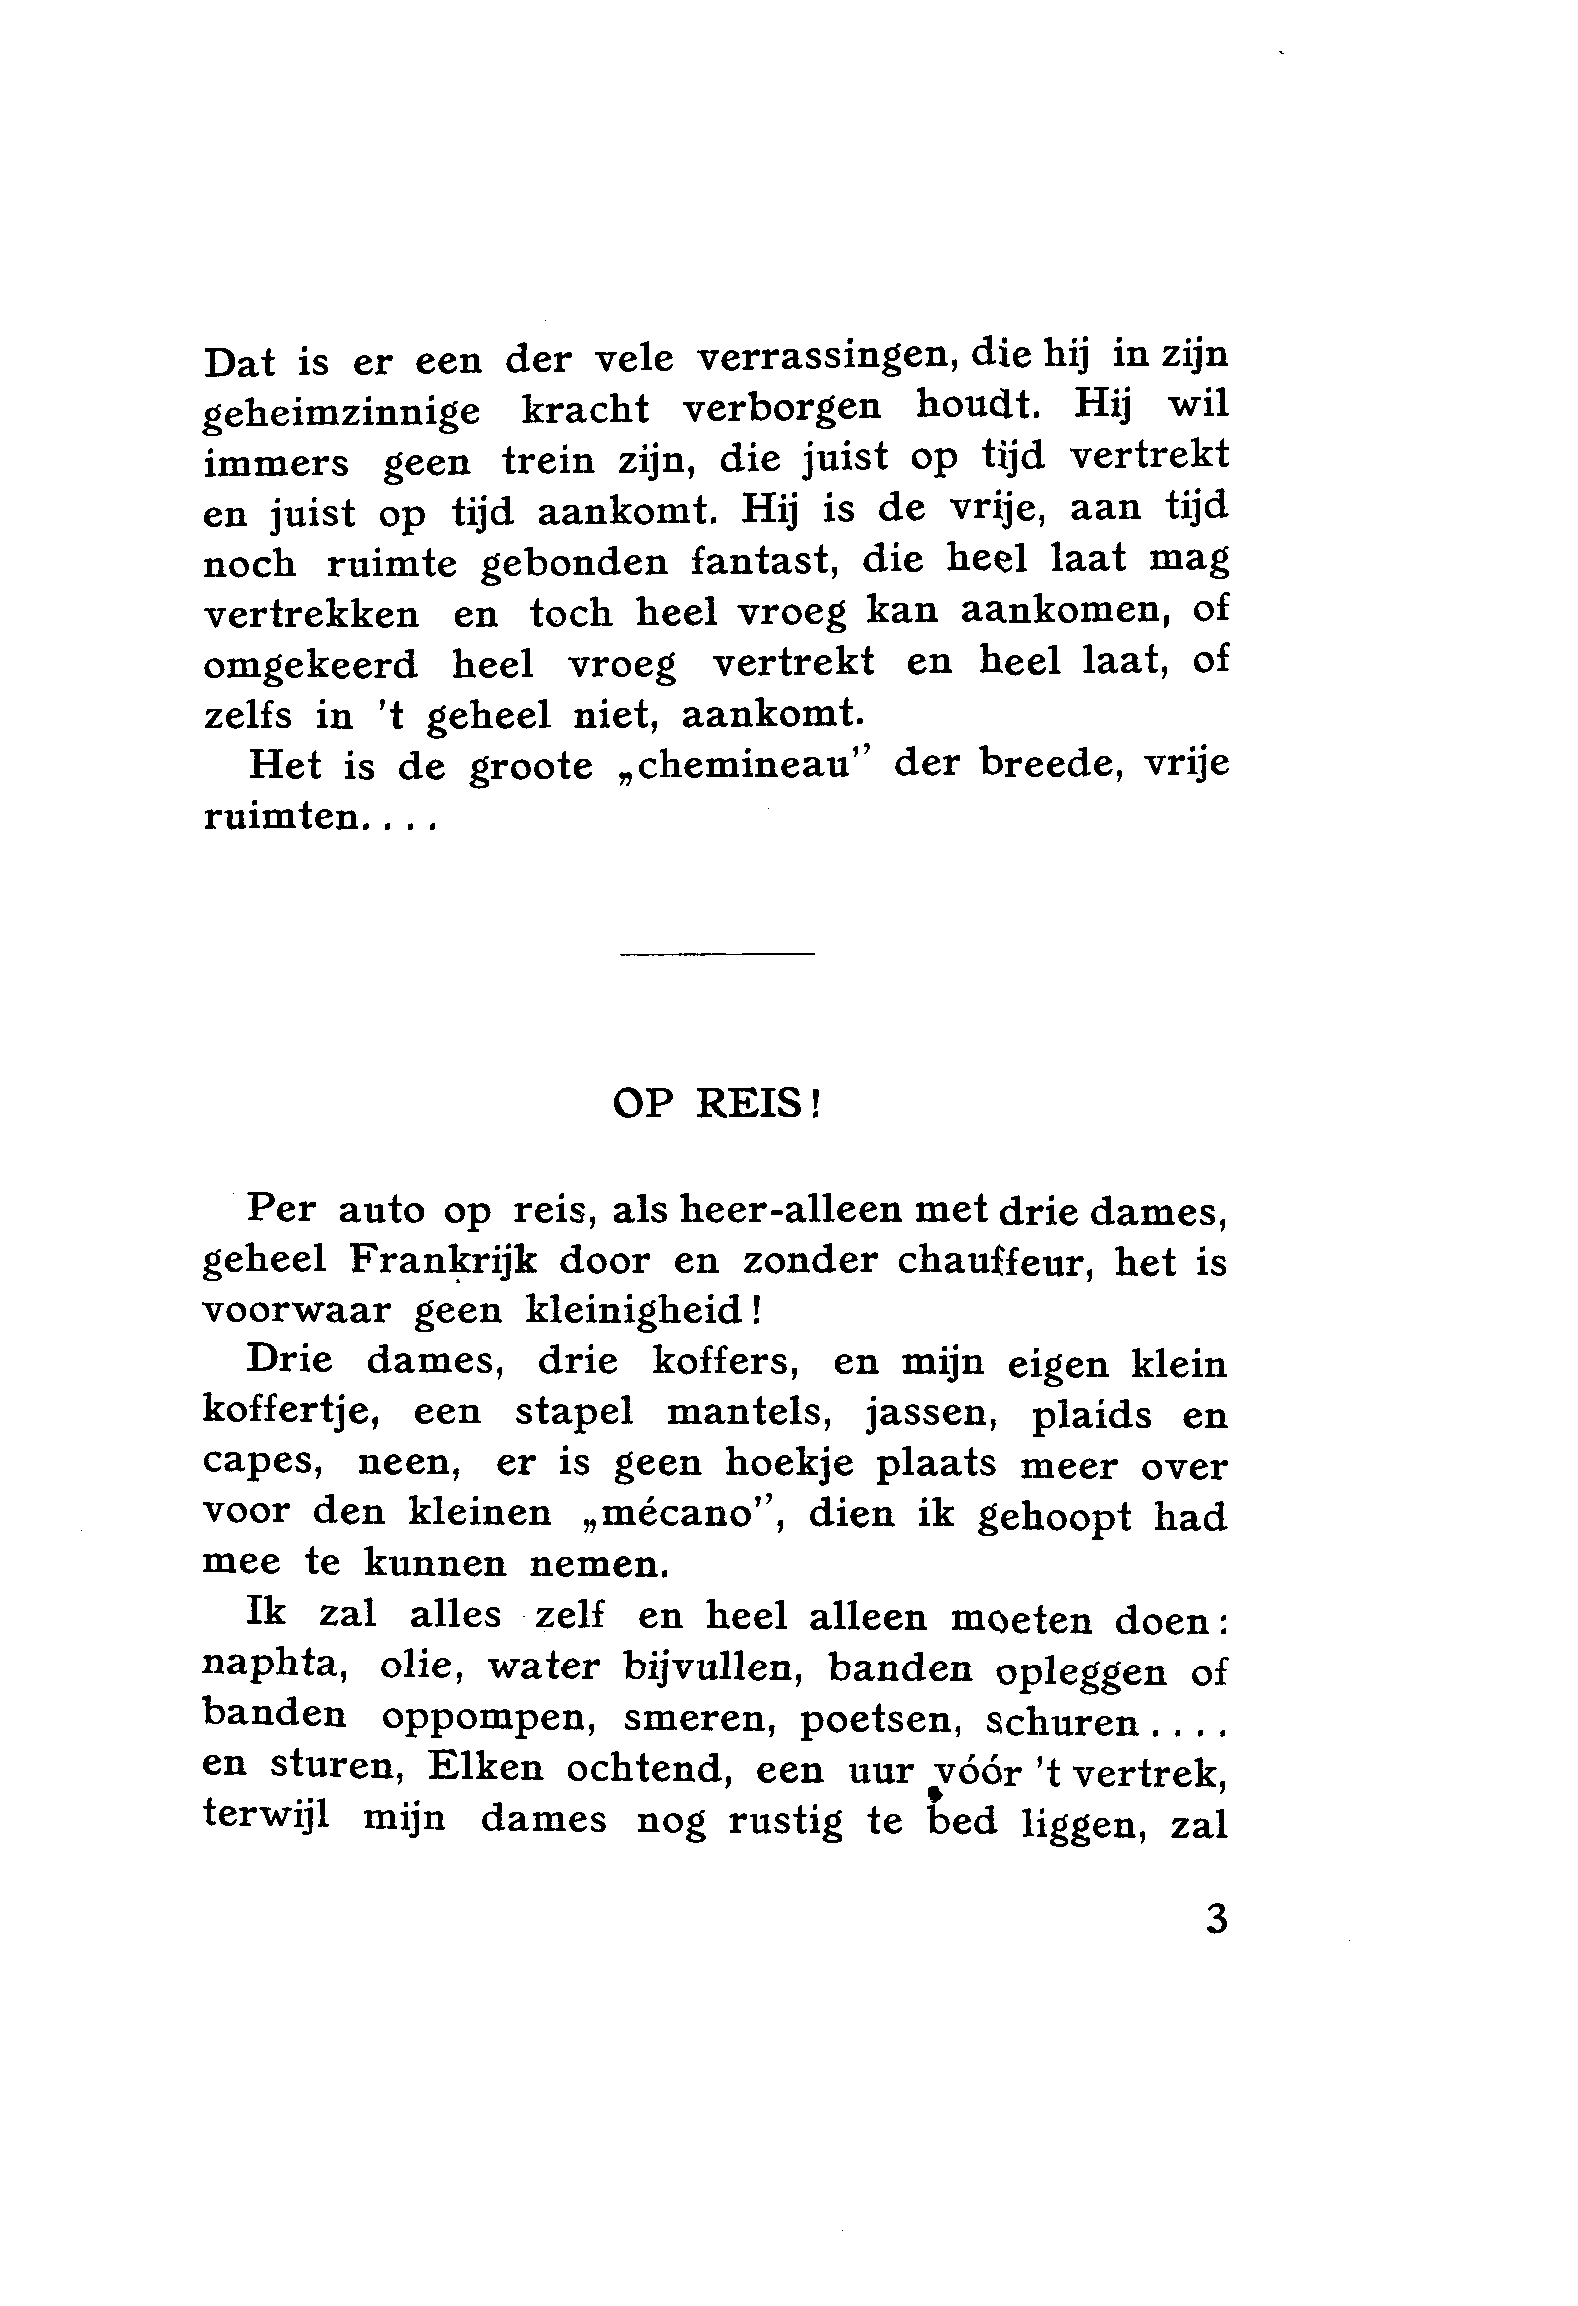 Dat is er een der vele verrassingen, die hij in zijn
geheimzinnige kracht verborgen houdt. Hij wil
immers geen trein zijn, die juist op tijd vertrekt
en juist op tijd aankomt. Hij is de vrije, aan tijd
noch ruimte gebonden fantast, die heel laat mag
vertrekken en toch heel vroeg kan aankomen, of
omgekeerd heel vroeg vertrekt en heel laat, of
zelfs in 't geheel niet, aankomt.
Het is de groote „chemineau” der breede, vrije
ruimten....
OP REIS!
Per auto op reis, als heer-alleen met drie dames,
geheel Frankrijk door en zonder chauffeur, het is
voorwaar geen kleinigheid!
Drie dames, drie koffers, en mijn eigen klein
koffertje, een stapel mantels, jassen, plaids en
capes, neen, er is geen hoekje plaats meer over
voor den kleinen „mécano”, dien ik gehoopt had
mee te kunnen nemen.
Ik zal alles zelf en heel alleen moeten doen:
naphta, olie, water bijvullen, banden opleggen of
banden oppompen, smeren, poetsen, schuren....
en sturen, Elken ochtend, een uur vóór 't vertrek,
terwijl mijn dames nog rustig te bed liggen, zal
3